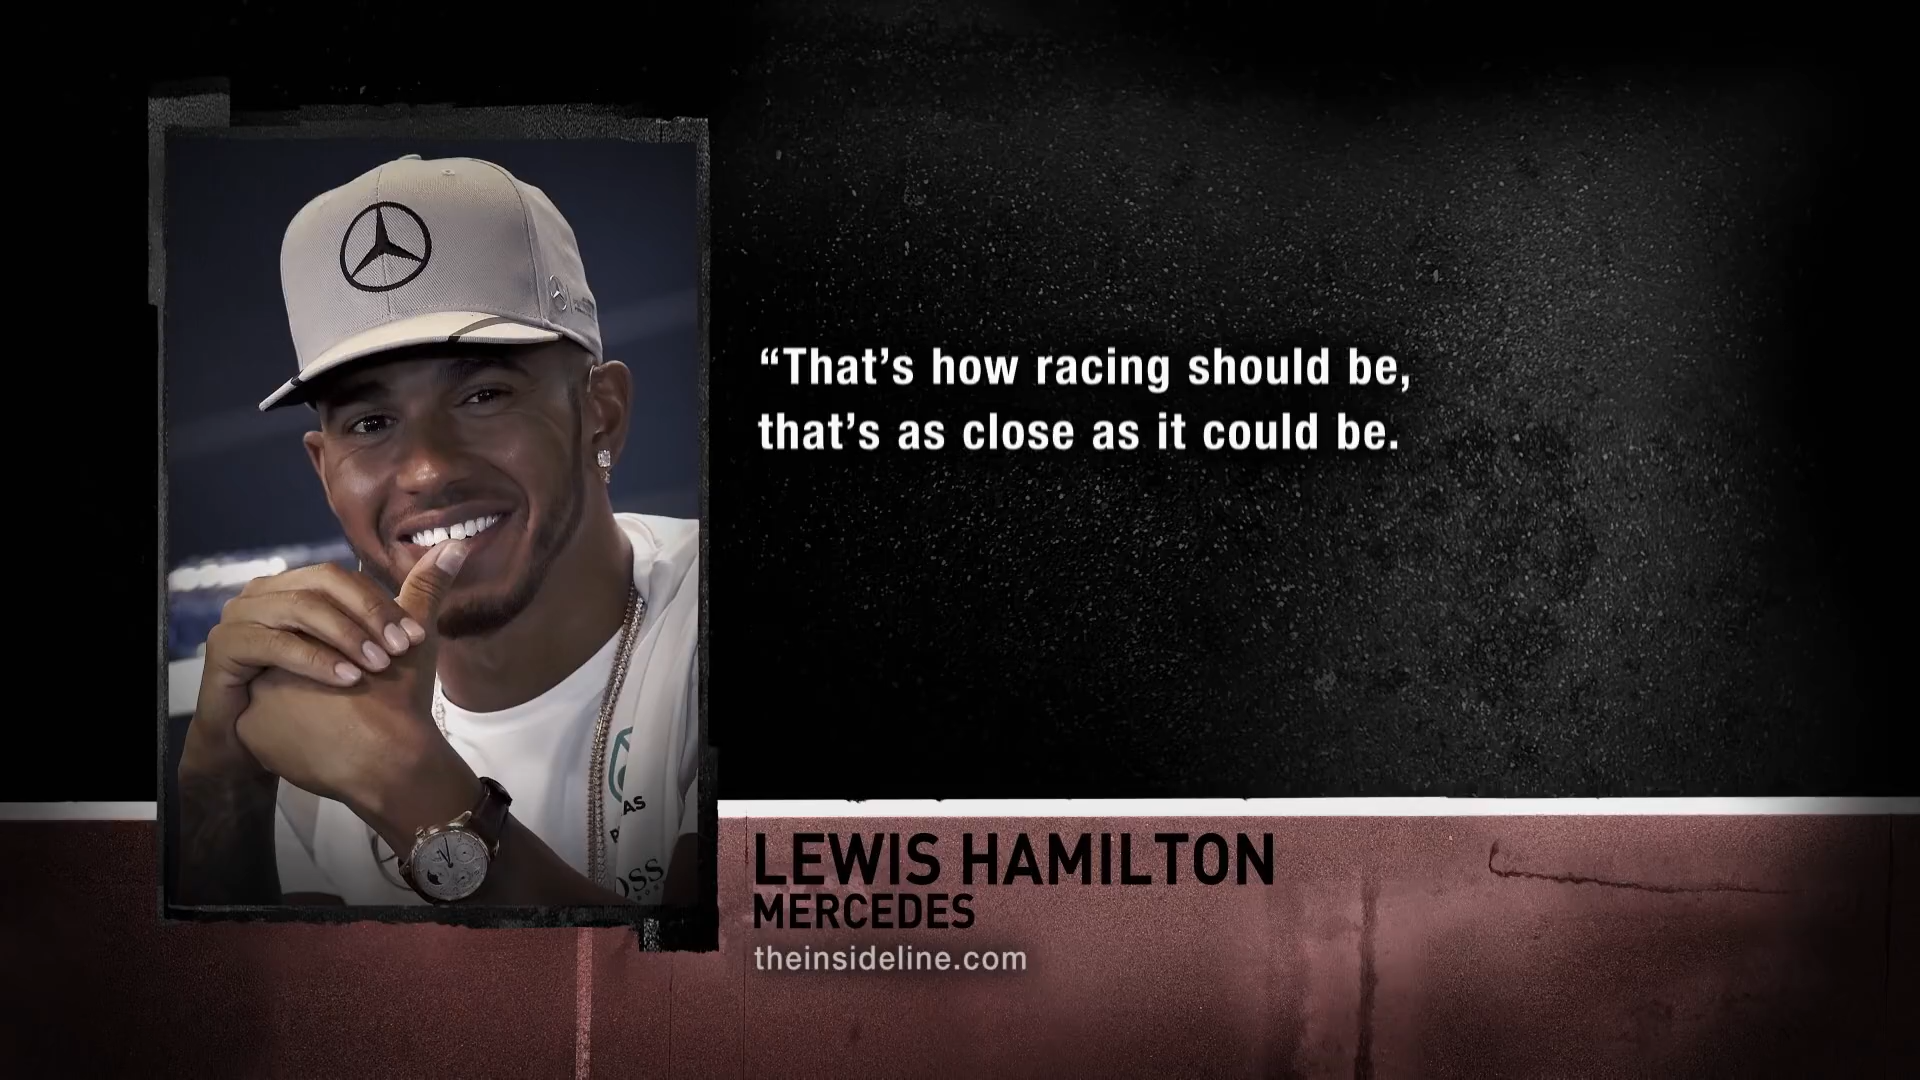 “That’s how racing should be,
that’s as close as it could be.
LEWIS HAMILTON
MERCEDES
theinsideline.com